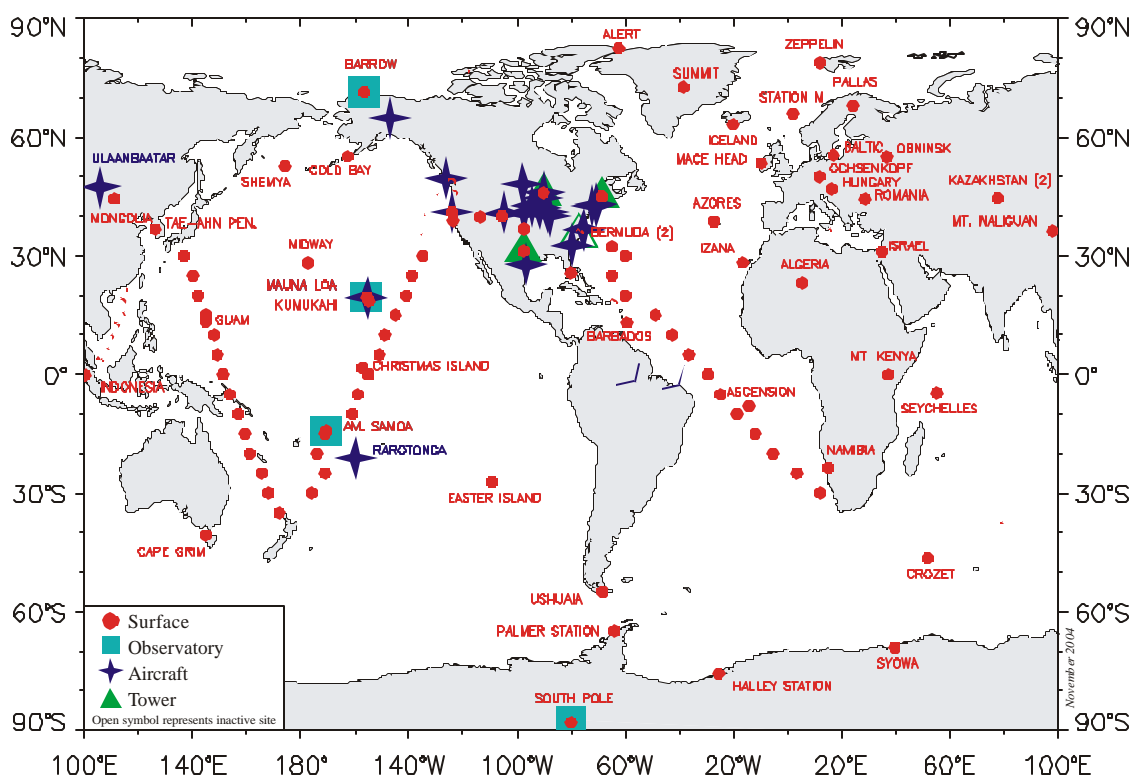 90°N
90°N
ALERT
ZEPPELIN
BARROW
SUMMIT
PALLAS
STATION M
60°N
60°N
ICELAND
ULAANBAATAR
COLD BAY
SHEMYA
MACE HEAD
BALTIC
OBNINSK
OCHSENKOPF
HUNGARY
KAZAKHSTAN (2)
ROMANIA
MONGOLIA
TAE-AHN PEN.
AZORES
MT. WALIGUAN
BERMUDA (2)
MIDWAY
30°N
30°N
IZANA
ISRAEL
ALGERIA
MAUNA LOA
KUMUKAHI
GUAM
BARBADOS
MT KENYA
CHRISTMAS ISLAND
0°
0°
INDONESIA
ASCENSION
SEYCHELLES
AM. SAMOA
RAROTONGA
NAMIBIA
30°S
30°S
EASTER ISLAND
CAPE GRIM
CROZET
USHUAIA
60°S
60°S
Surface
PALMER STATION
Observatory
SYOWA
Aircraft
HALLEY STATION
Tower
SOUTH POLE
Open symbol represents inactive site
November 2004
90°S
90°S
100°E
140°E
180°
140°W
100°W
60°W
20°W
20°E
60°E
100°E